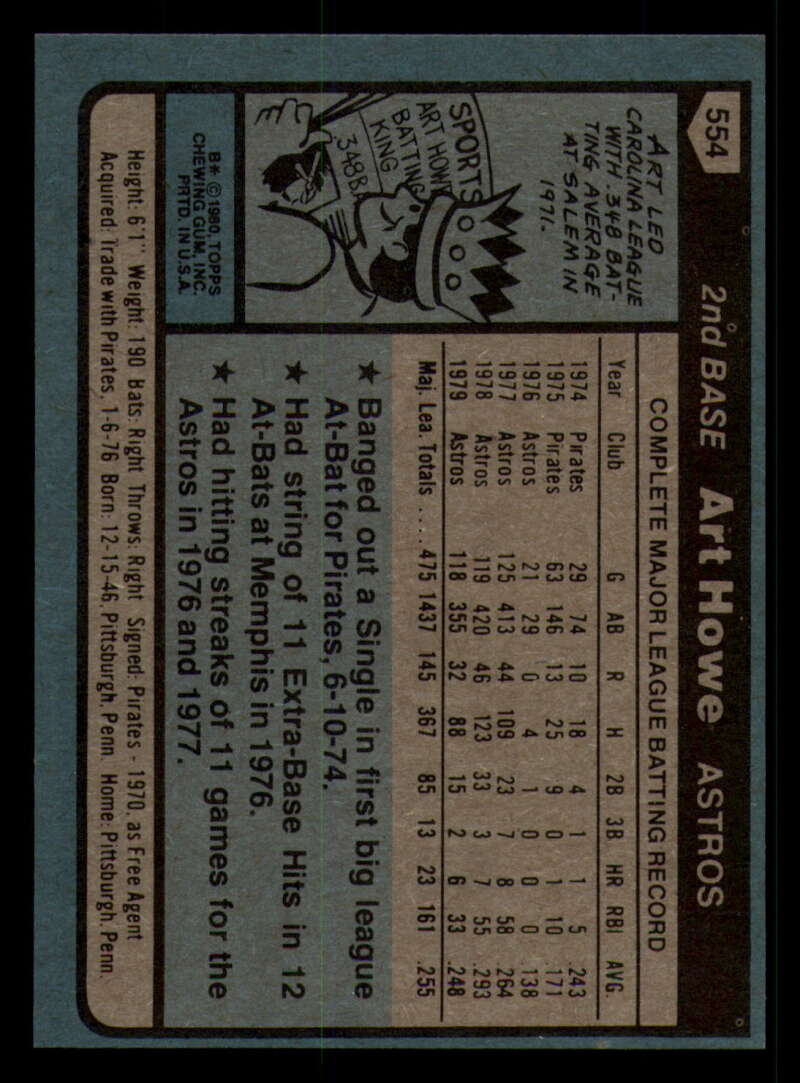 554
2nd BASE Art Howe ASTROS
ART LED
CAROLINA LEAGUE
WITH .348 BAT-
TING AVERAGE
AT SALEM IN
1971.
SPORTS
ART HOWE
BATTING
KING
348 B.
B* © 1980, TOPPS
CHEWING GUM, INC.
PRTD. IN U.S.A.
COMPLETE MAJOR LEAGUE BATTING RECORD
Year Club G AB R H 2B 3B HR RBI AVG.
1974 Pirates 29 74 10 18 4 1 1 5 .243
1975 Pirates 63 146 13 25 9 0 1 10 .171
1976 Astros 21 29 0 4 1 0 0 0 .138
1977 Astros 125 413 44 109 23 7 8 58 .264
1978 Astros 119 420 46 123 33 3 7 55 .293
1979 Astros 118 355 32 88 15 2 6 33 .248
Maj. Lea. Totals .... 475 1437 145 367 85 13 23 161 .255
★ Banged out a Single in first big league
At-Bat for Pirates, 6-10-74.
★ Had string of 11 Extra-Base Hits in 12
At-Bats at Memphis in 1976.
★ Had hitting streaks of 11 games for the
Astros in 1976 and 1977.
Height: 6'1" Weight: 190 Bats: Right Throws: Right Signed: Pirates - 1970, as Free Agent
Acquired: Trade with Pirates, 1-6-76 Born: 12-15-46, Pittsburgh, Penn. Home: Pittsburgh, Penn.